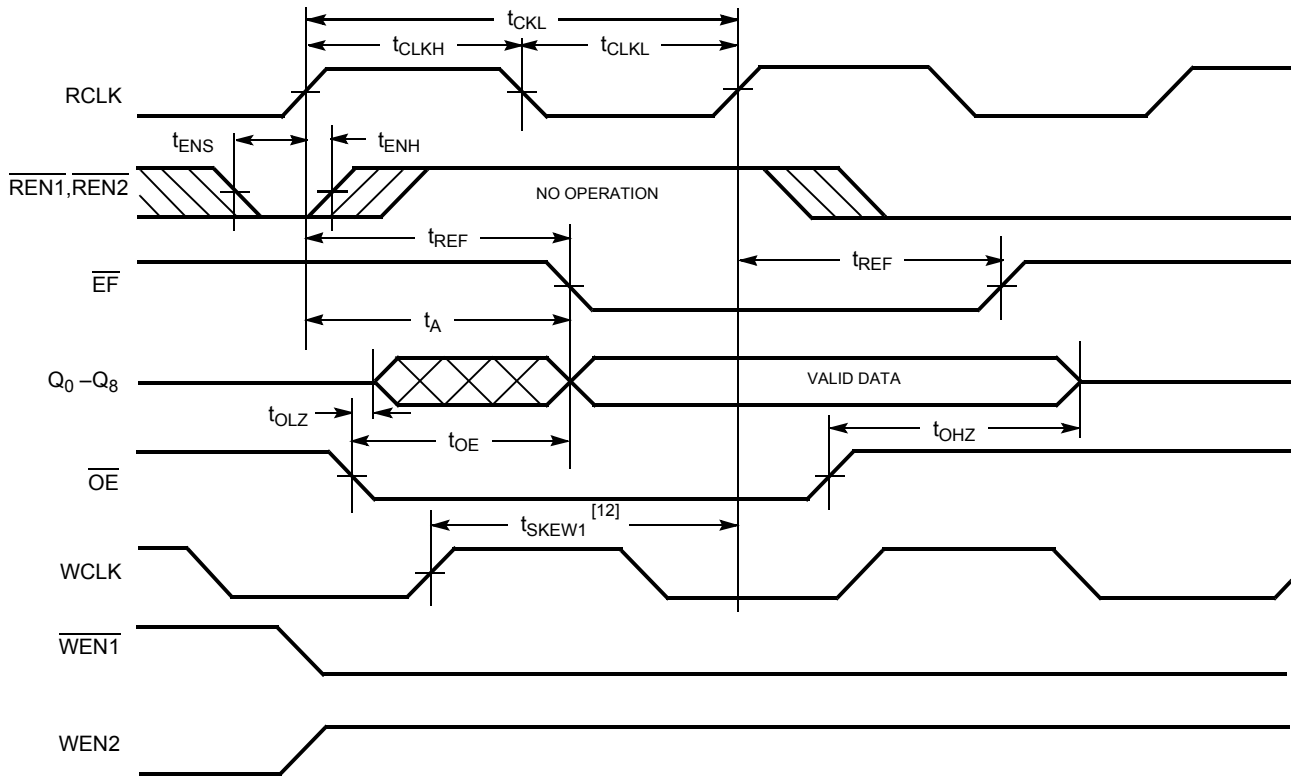 tCKL
tCLKH tCLKL
RCLK
tENS tENH
REN1,REN2
NO OPERATION
tREF
tREF
EF
tA
Q0 –Q8
VALID DATA
tOLZ
tOE
tOHZ
OE
tSKEW1 [12]
WCLK
WEN1
WEN2